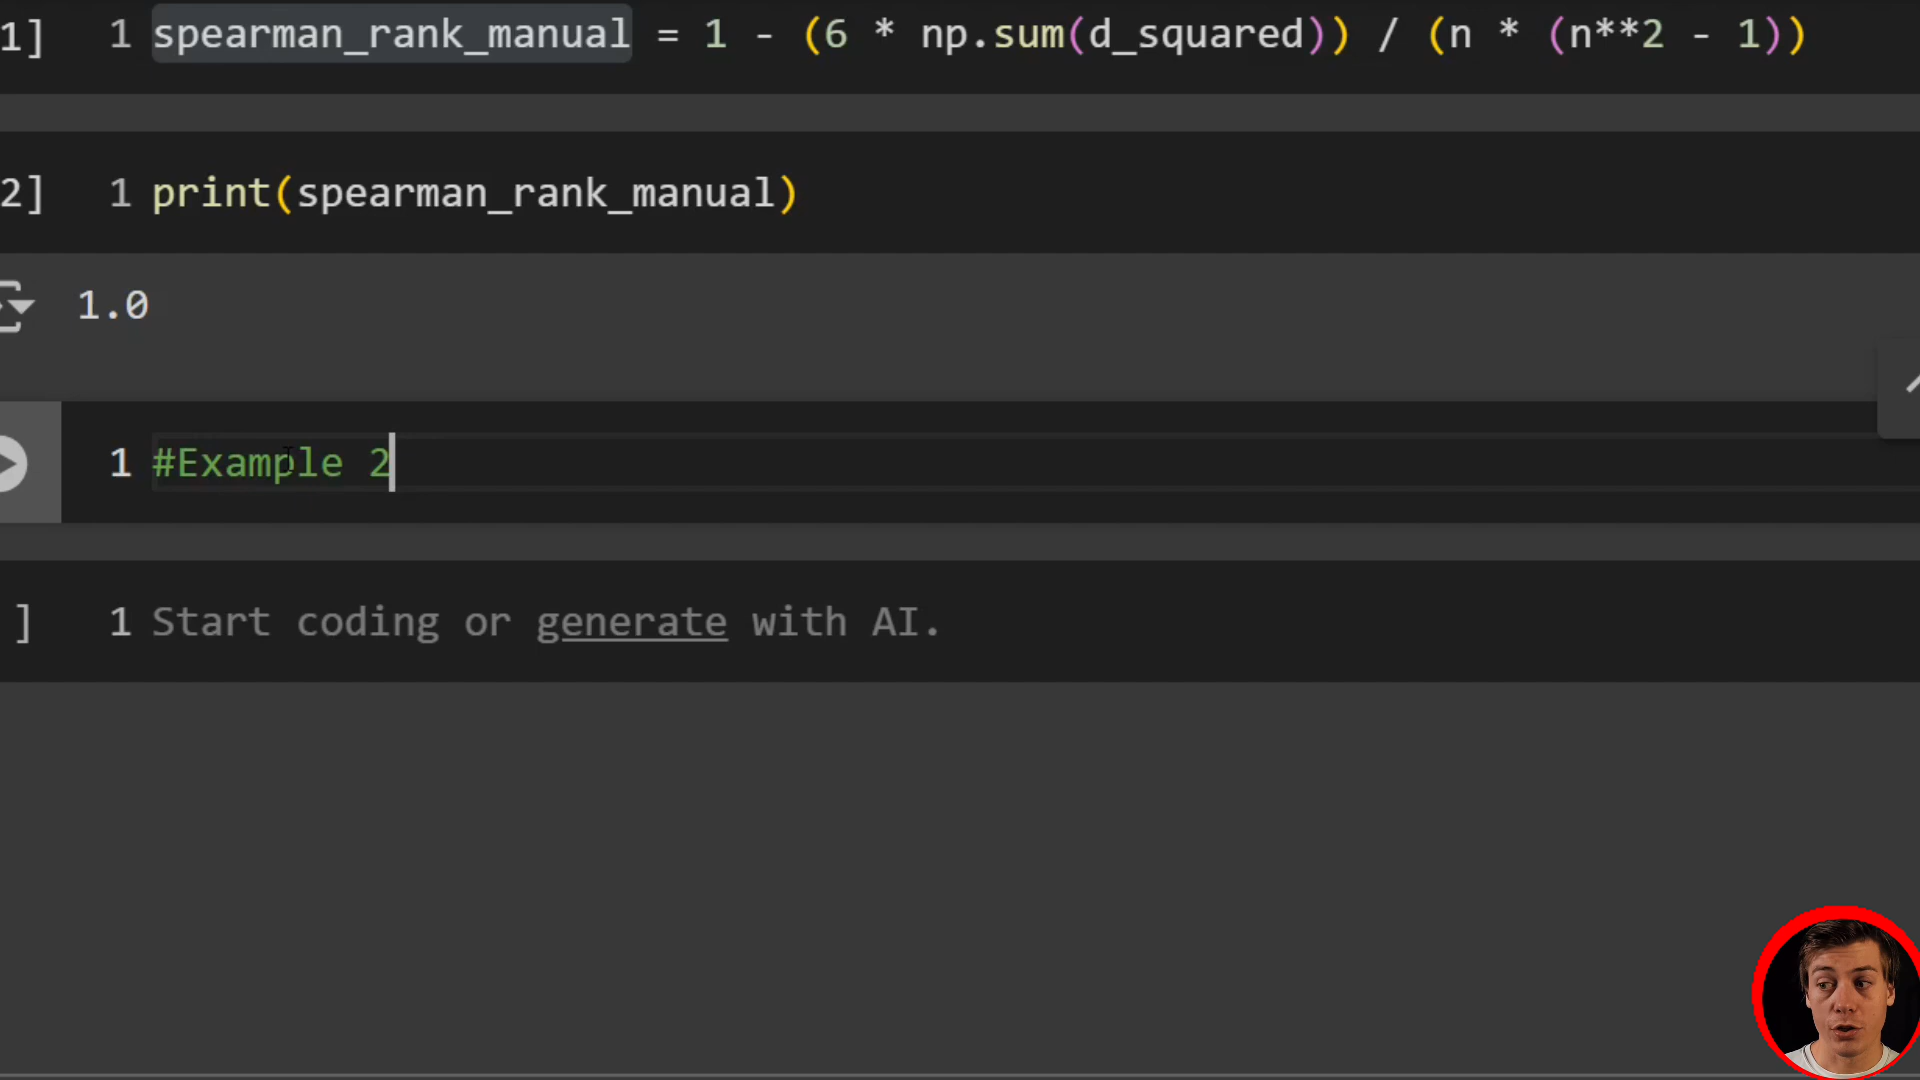 1] 1 spearman_rank_manual = 1 - (6 * np.sum(d_squared)) / (n * (n**2 - 1))
2] 1 print(spearman_rank_manual)
1.0
1 #Example 2
] 1 Start coding or generate with AI.